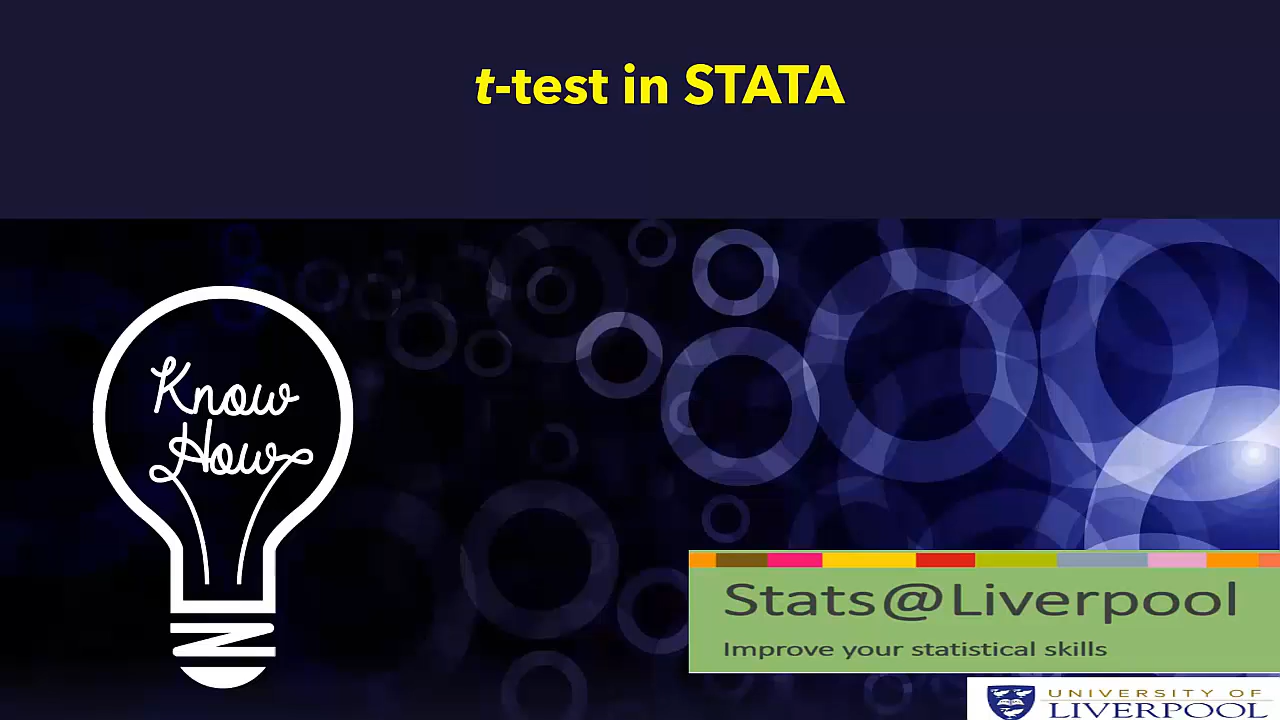 t-test in STATA
Know
How
Stats@Liverpool
Improve your statistical skills
UNIVERSITY OF
LIVERPOOL